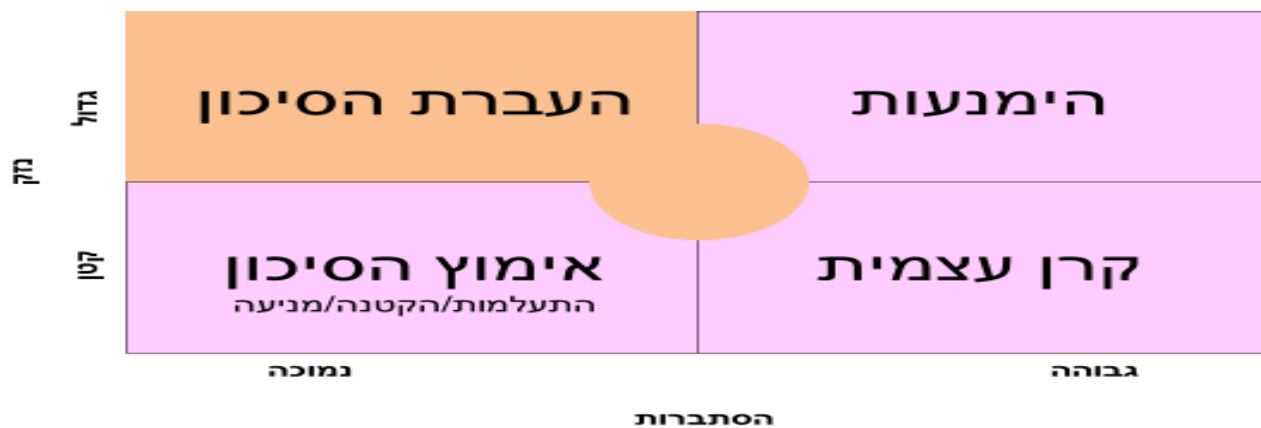 גדול
העברת הסיכון
הימנעות
נזק
קטן
אימוץ הסיכון
התעלמות/הקטנה/מניעה
קרן עצמית
נמוכה
גבוהה
הסתברות